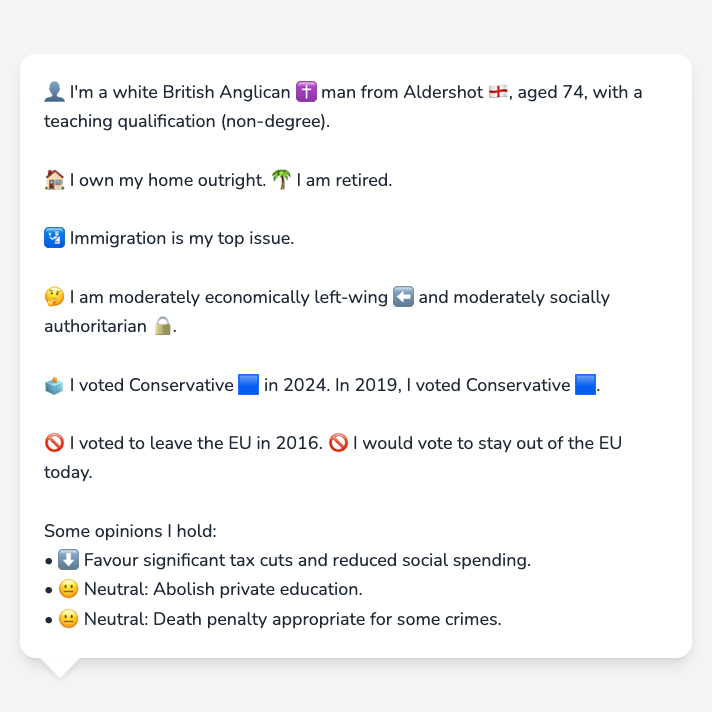 👤 I'm a white British Anglican ✝️ man from Aldershot 🏴󠁧󠁢󠁥󠁮󠁧󠁿, aged 74, with a
teaching qualification (non-degree).
🏠 I own my home outright. 🌴 I am retired.
🛂 Immigration is my top issue.
🤔 I am moderately economically left-wing ⬅️ and moderately socially
authoritarian 🔒.
🗳️ I voted Conservative 🟦 in 2024. In 2019, I voted Conservative 🟦.
🚫 I voted to leave the EU in 2016. 🚫 I would vote to stay out of the EU
today.
Some opinions I hold:
• ⬇️ Favour significant tax cuts and reduced social spending.
• 😐 Neutral: Abolish private education.
• 😐 Neutral: Death penalty appropriate for some crimes.